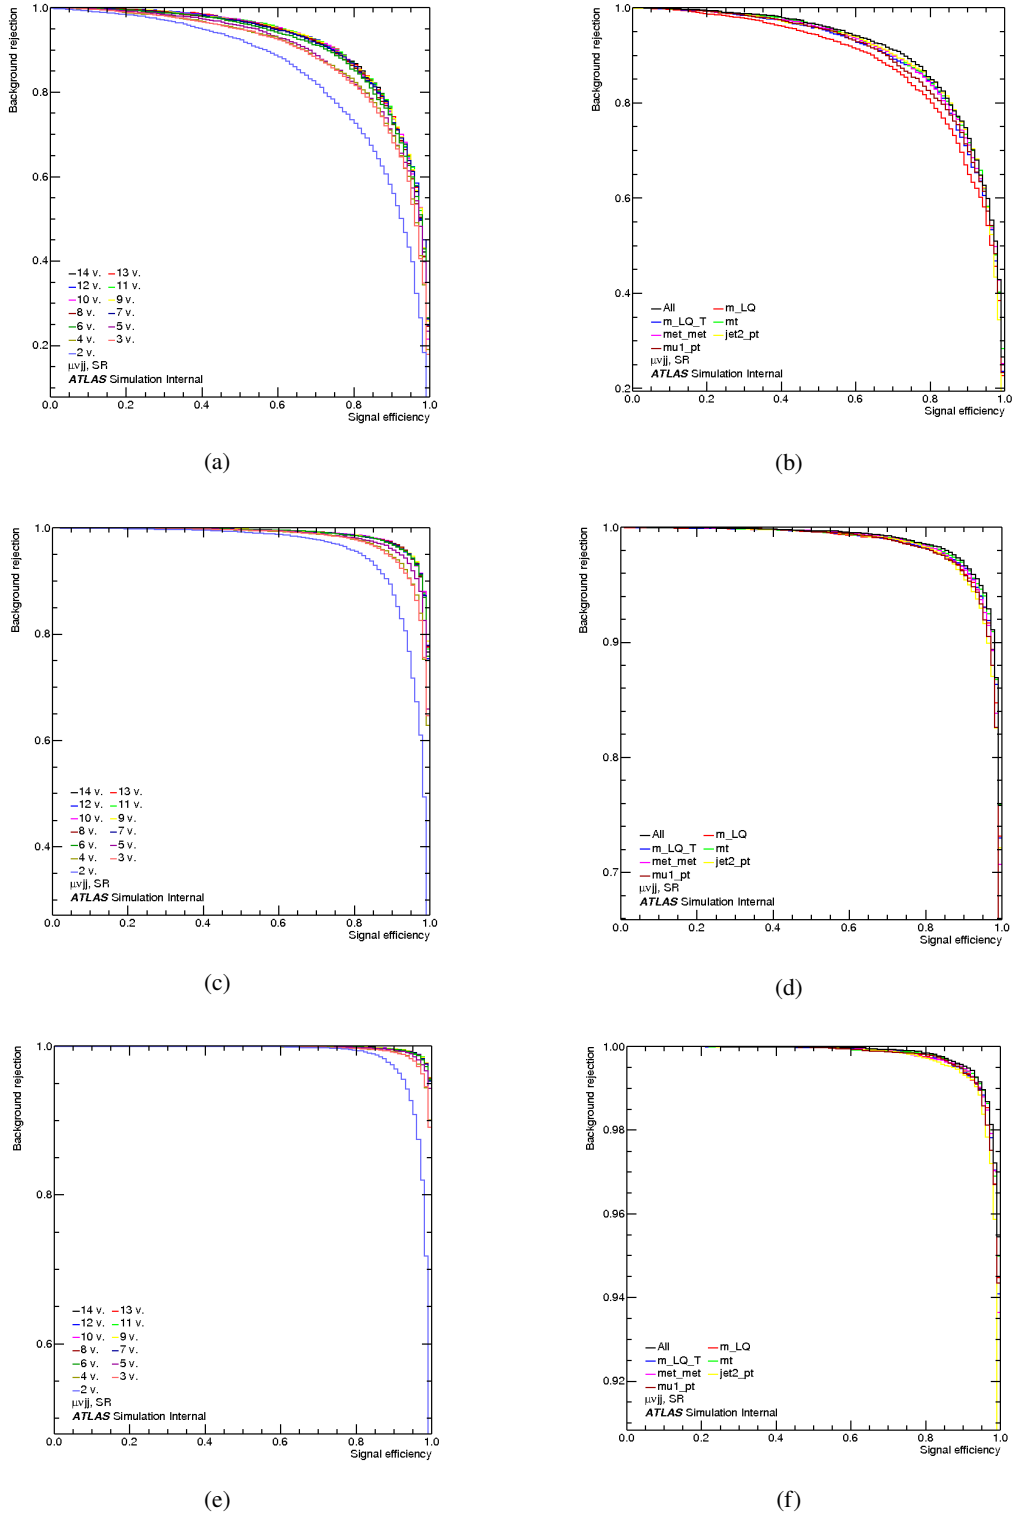 1.0
0.8
0.6
0.4
0.2
Background rejection
14 v. 13 v.
12 v. 11 v.
10 v. 9 v.
8 v. 7 v.
6 v. 5 v.
4 v. 3 v.
2 v.
μνjj, SR
ATLAS Simulation Internal
0.0 0.2 0.4 0.6 0.8 1.0
Signal efficiency
(a)
1.0
0.8
0.6
0.4
0.2
Background rejection
All m_LQ
m_LQ_T mt
met_met jet2_pt
mu1_pt
μνjj, SR
ATLAS Simulation Internal
0.0 0.2 0.4 0.6 0.8 1.0
Signal efficiency
(b)
1.0
0.8
0.6
0.4
Background rejection
14 v. 13 v.
12 v. 11 v.
10 v. 9 v.
8 v. 7 v.
6 v. 5 v.
4 v. 3 v.
2 v.
μνjj, SR
ATLAS Simulation Internal
0.0 0.2 0.4 0.6 0.8 1.0
Signal efficiency
(c)
1.0
0.9
0.8
0.7
Background rejection
All m_LQ
m_LQ_T mt
met_met jet2_pt
mu1_pt
μνjj, SR
ATLAS Simulation Internal
0.0 0.2 0.4 0.6 0.8 1.0
Signal efficiency
(d)
1.0
0.8
0.6
Background rejection
14 v. 13 v.
12 v. 11 v.
10 v. 9 v.
8 v. 7 v.
6 v. 5 v.
4 v. 3 v.
2 v.
μνjj, SR
ATLAS Simulation Internal
0.0 0.2 0.4 0.6 0.8 1.0
Signal efficiency
(e)
1.00
0.98
0.96
0.94
0.92
Background rejection
All m_LQ
m_LQ_T mt
met_met jet2_pt
mu1_pt
μνjj, SR
ATLAS Simulation Internal
0.0 0.2 0.4 0.6 0.8 1.0
Signal efficiency
(f)